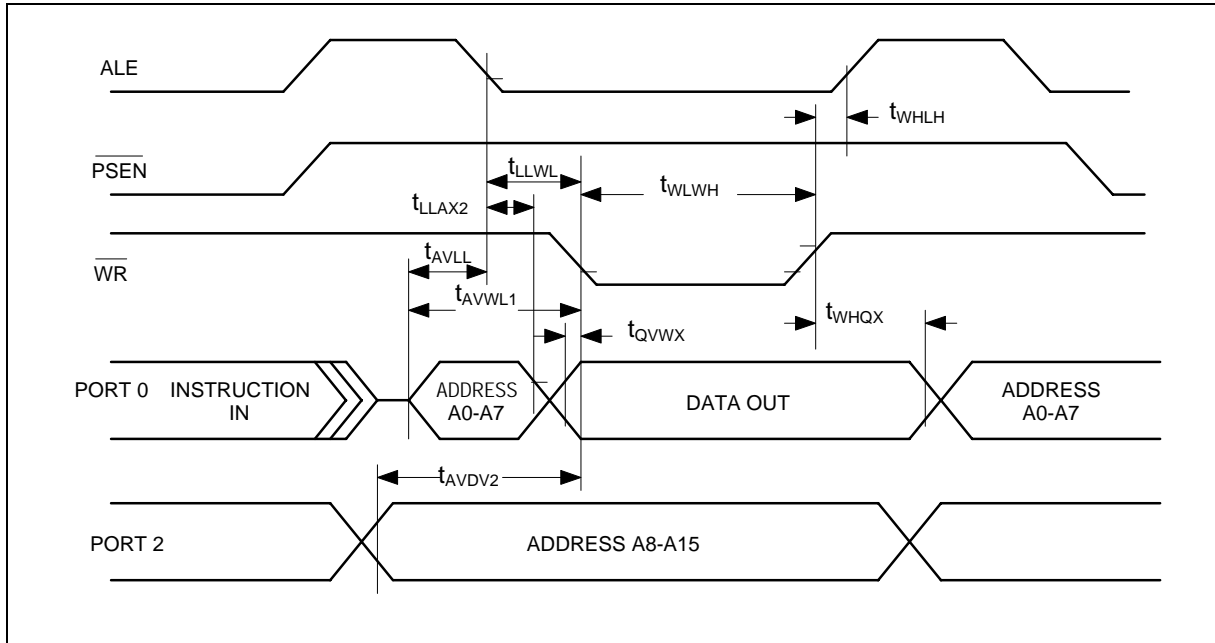 ALE
tWHLH
PSEN
tLLWL
tWLWH
tLLAX2
WR
tAVLL
tAVWL1
tWHQX
tQVWX
PORT 0
INSTRUCTION
IN
ADDRESS
A0-A7
DATA OUT
ADDRESS
A0-A7
tAVDV2
PORT 2
ADDRESS A8-A15